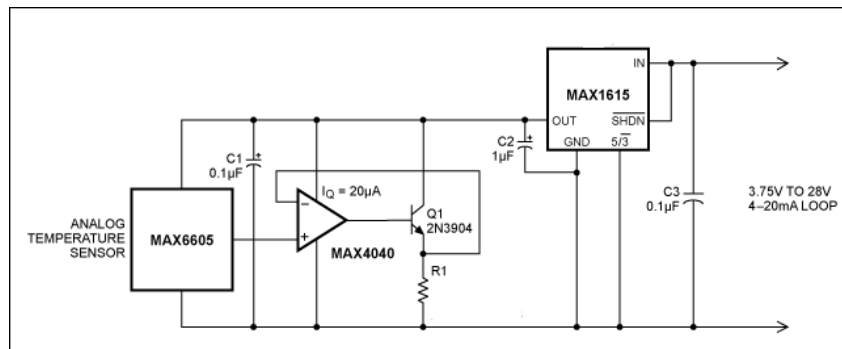 IN
MAX1615
OUT
SHDN
GND
5/3
C1
0.1µF
C2
1µF
IQ = 20µA
C3
0.1µF
3.75V TO 28V
4–20mA LOOP
Q1
2N3904
ANALOG
TEMPERATURE
SENSOR
MAX6605
MAX4040
R1
−
+
+
+